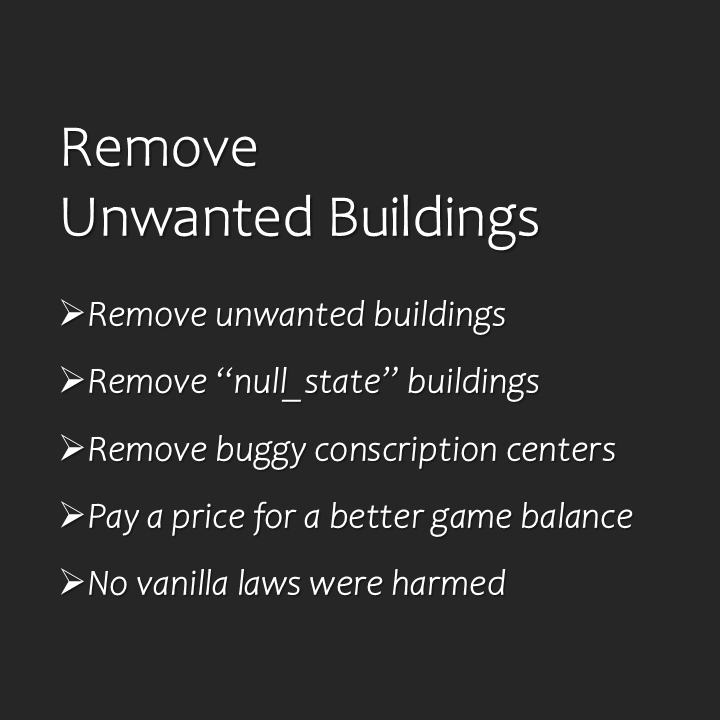 Remove
Unwanted Buildings
➢Remove unwanted buildings
➢Remove “null_state” buildings
➢Remove buggy conscription centers
➢Pay a price for a better game balance
➢No vanilla laws were harmed